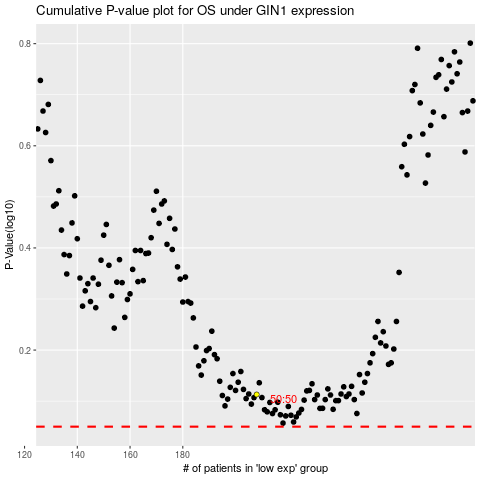 Cumulative P-value plot for OS under GIN1 expression
0.8
0.6
0.4
0.2
P-Value(log10)
50:50
120 140 160 180
# of patients in 'low exp' group